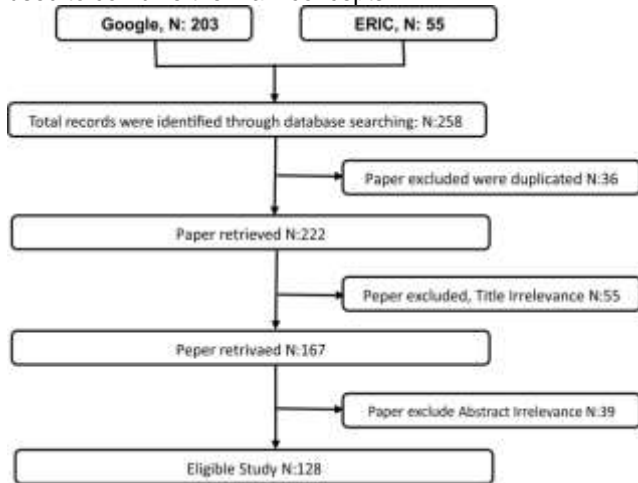 Google, N: 203
ERIC, N: 55
Total records were identified through database searching: N:258
Paper excluded were duplicated N:36
Paper retrieved N:222
Peper excluded, Title Irrelevance N:55
Peper retrivaed N:167
Paper exclude Abstract Irrelevance N:39
Eligible Study N:128